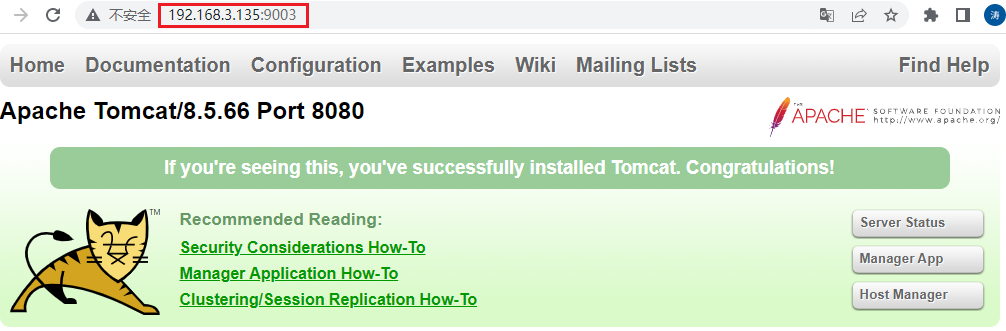 不安全 192.168.3.135:9003
涛
Home Documentation Configuration Examples Wiki Mailing Lists Find Help
Apache Tomcat/8.5.66 Port 8080
THE APACHE SOFTWARE FOUNDATION
http://www.apache.org/
If you're seeing this, you've successfully installed Tomcat. Congratulations!
TM
Recommended Reading:
Security Considerations How-To
Manager Application How-To
Clustering/Session Replication How-To
Server Status
Manager App
Host Manager